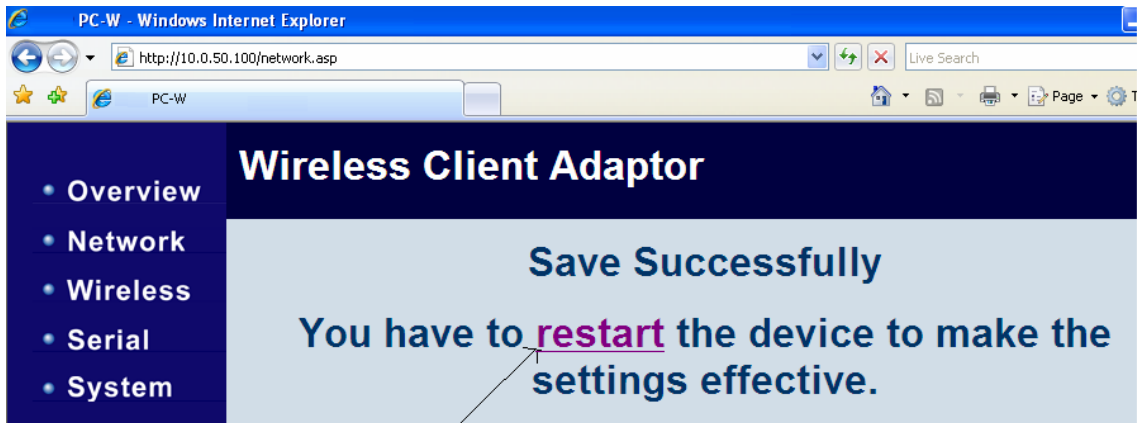 PC-W - Windows Internet Explorer
http://10.0.50.100/network.asp
Live Search
PC-W
Page
Wireless Client Adaptor
Overview
Network
Wireless
Serial
System
Save Successfully
You have to restart the device to make the
settings effective.